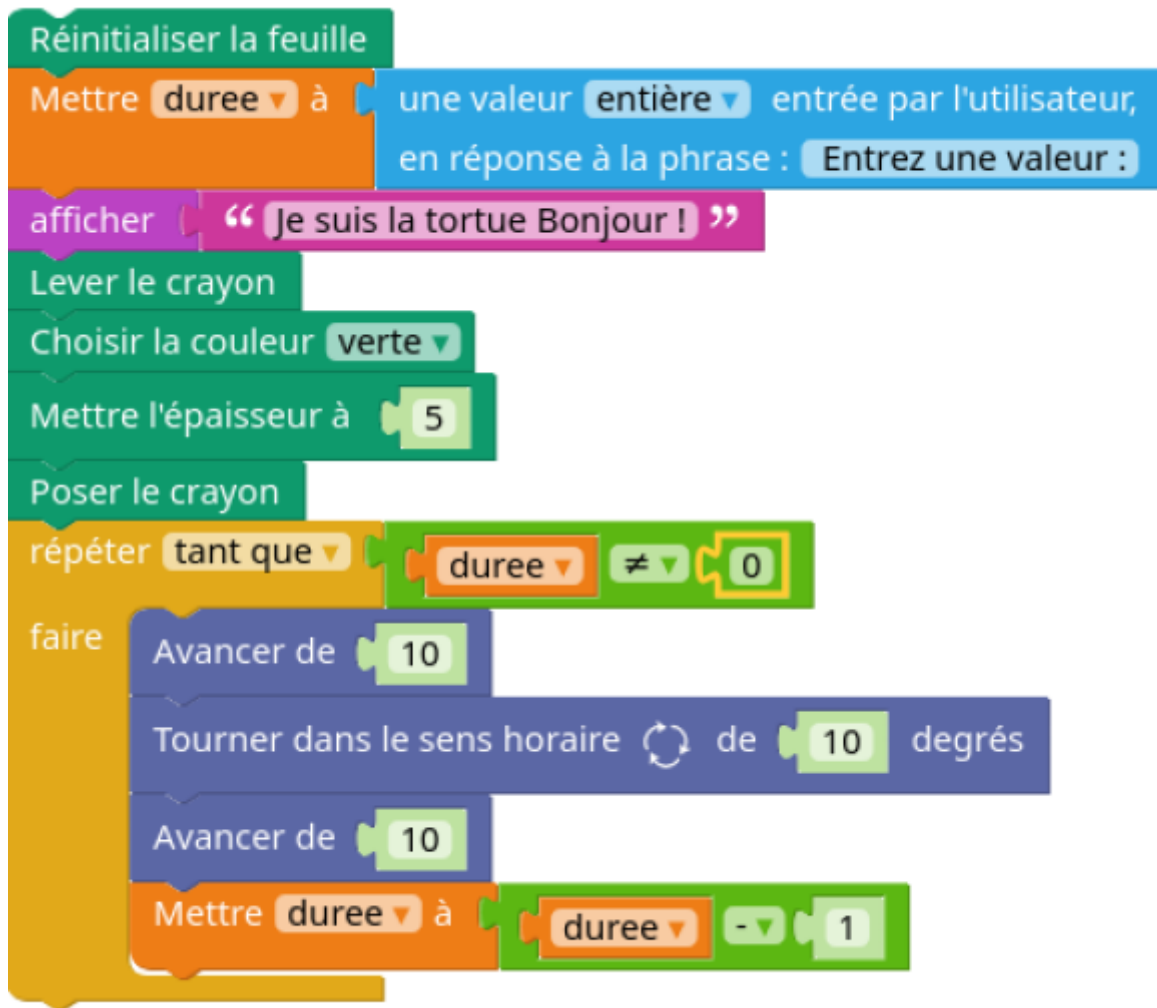 Réinitialiser la feuille
Mettre duree ▾ à une valeur entière ▾ entrée par l'utilisateur,
en réponse à la phrase : Entrez une valeur :
afficher “ Je suis la tortue Bonjour ! ”
Lever le crayon
Choisir la couleur verte ▾
Mettre l'épaisseur à 5
Poser le crayon
répéter tant que ▾ duree ▾ ≠ ▾ 0
faire Avancer de 10
Tourner dans le sens horaire de 10 degrés
Avancer de 10
Mettre duree ▾ à duree ▾ - ▾ 1